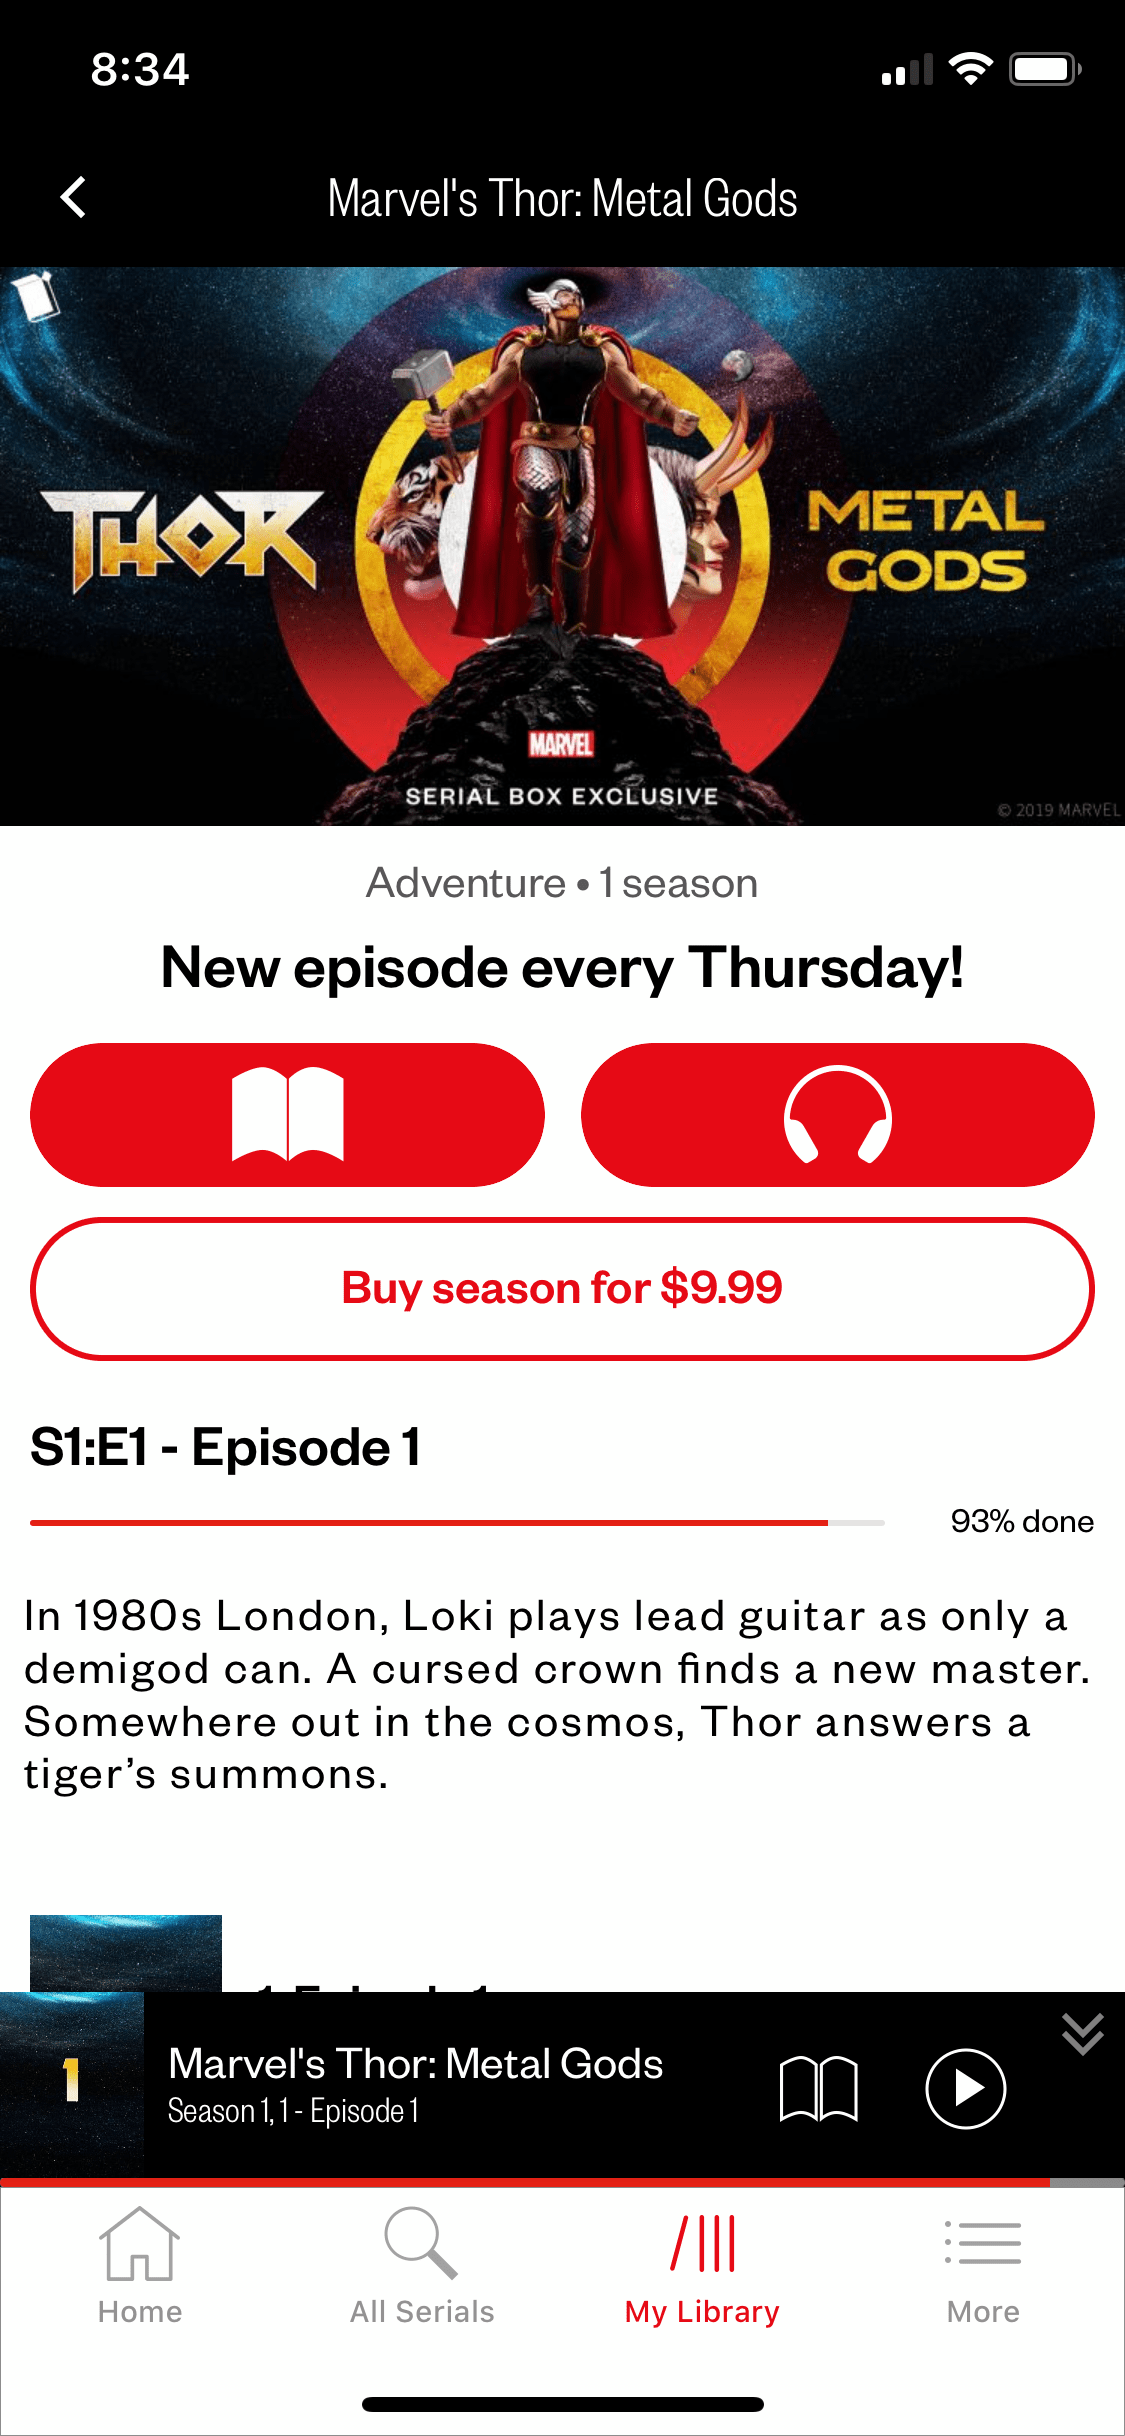 8:34
Marvel's Thor: Metal Gods
THOR
METAL
GODS
MARVEL
SERIAL BOX EXCLUSIVE
© 2019 MARVEL
Adventure • 1 season
New episode every Thursday!
Buy season for $9.99
S1:E1 - Episode 1
93% done
In 1980s London, Loki plays lead guitar as only a
demigod can. A cursed crown finds a new master.
Somewhere out in the cosmos, Thor answers a
tiger’s summons.
1
Marvel's Thor: Metal Gods
Season 1, 1 - Episode 1
Home
All Serials
My Library
More